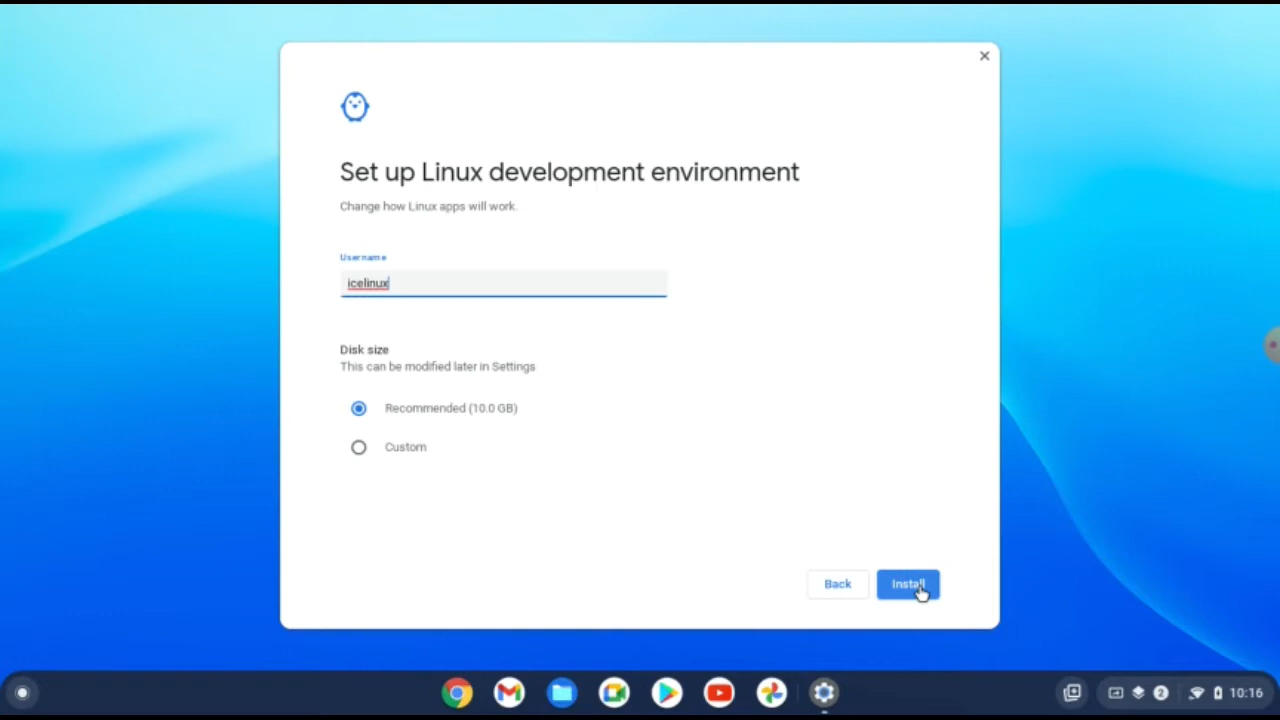 Set up Linux development environment
Change how Linux apps will work.
Username
icelinux
Disk size
This can be modified later in Settings
Recommended (10.0 GB)
Custom
Back
Install
2
10:16